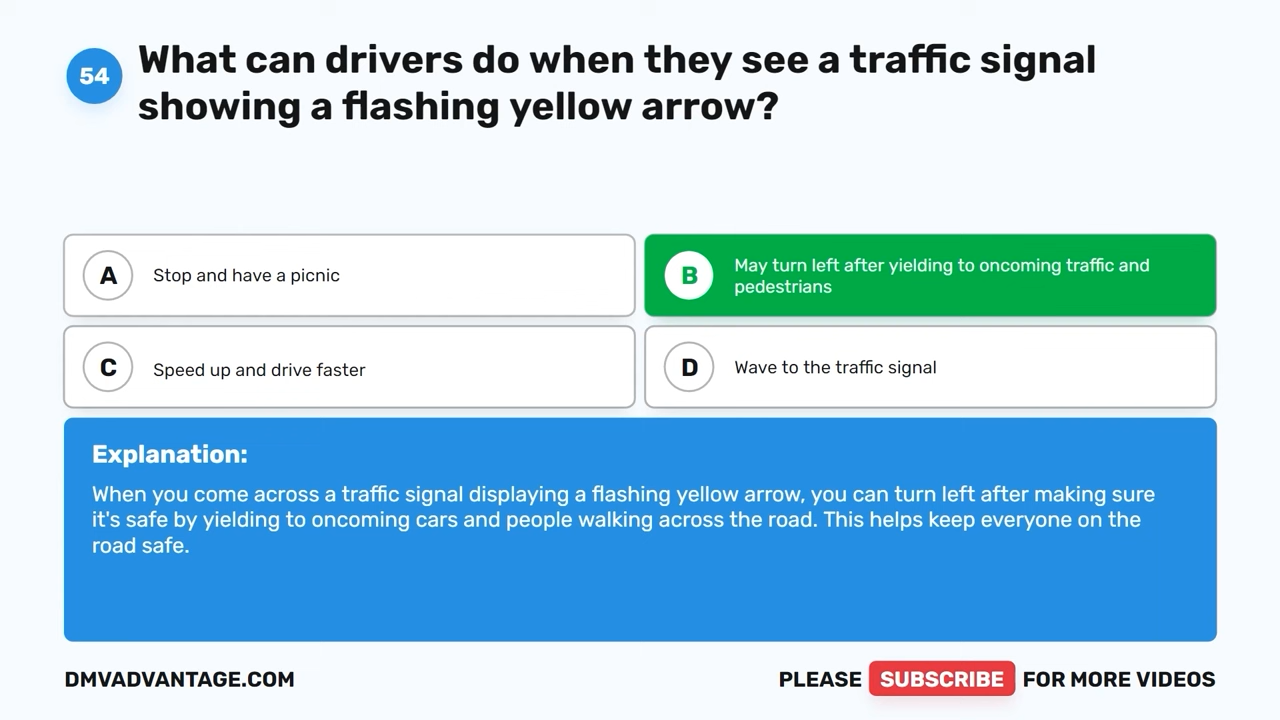 54
What can drivers do when they see a traffic signal
showing a flashing yellow arrow?
A
Stop and have a picnic
B
May turn left after yielding to oncoming traffic and
pedestrians
C
Speed up and drive faster
D
Wave to the traffic signal
Explanation:
When you come across a traffic signal displaying a flashing yellow arrow, you can turn left after making sure
it's safe by yielding to oncoming cars and people walking across the road. This helps keep everyone on the
road safe.
DMVADVANTAGE.COM
PLEASE SUBSCRIBE FOR MORE VIDEOS